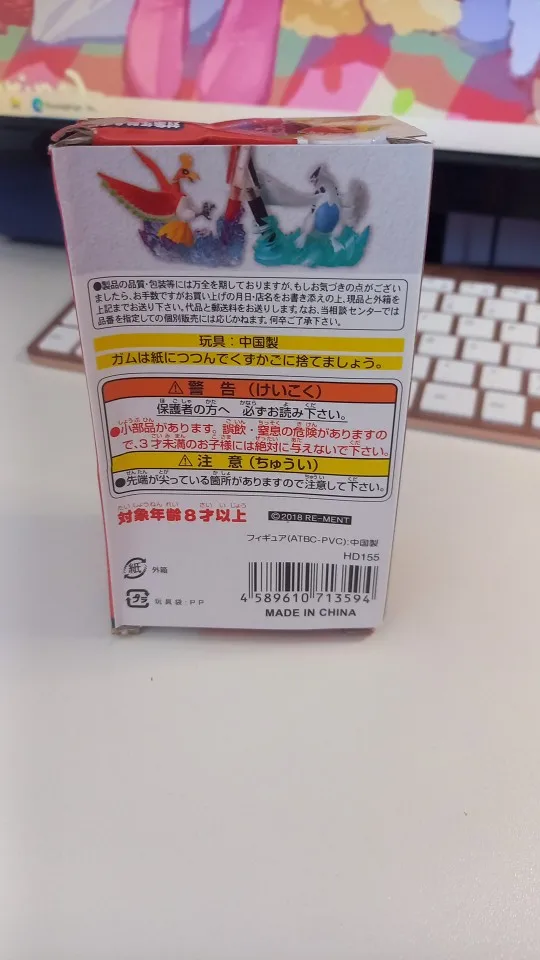 ●製品の品質・包装等には万全を期しておりますが、もしお気づきの点がござい
ましたら、お手数ですがお買い上げの月日・店名をお書き添えの上、現品と外箱を
上記までお送り下さい。代品と郵送料をお送りします。なお、当相談センターでは
品番を指定しての個別販売には応じかねます。何卒ご了承下さい。
玩具：中国製
ガムは紙につつんでくずかごに捨てましょう。
⚠警 告（けいこく）
保護者の方へ 必ずお読み下さい。
●小部品があります。誤飲・窒息の危険がありますの
で、3才未満のお子様には絶対に与えないで下さい。
⚠注 意（ちゅうい）
●先端が尖っている箇所がありますので注意して下さい。
対象年齢8才以上
©2018 RE-MENT
フィギュア(ATBC-PVC):中国製
HD155
紙 外箱
プラ 玩具袋：PP
4 589610 713594
MADE IN CHINA